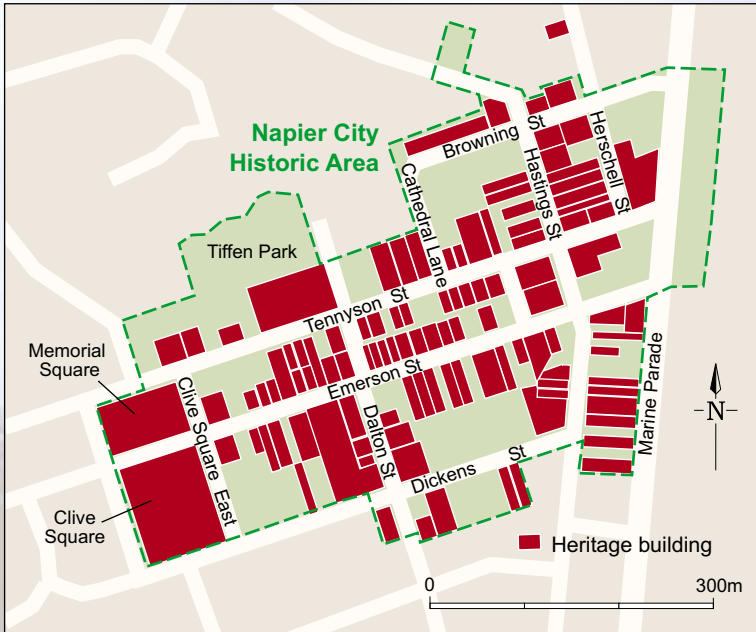 Napier City
Historic Area
Browning St
Hastings St
Herschell St
Cathedral Lane
Tiffen Park
Tennyson St
Memorial
Square
Clive Square East
Emerson St
Dalton St
Dickens St
Marine Parade
N
Clive
Square
Heritage building
0
300m